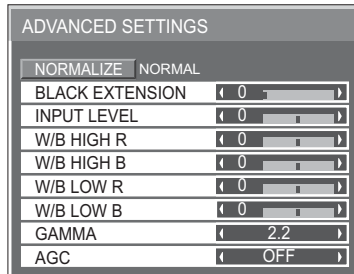 ADVANCED SETTINGS
NORMALIZE NORMAL
BLACK EXTENSION 0
INPUT LEVEL 0
W/B HIGH R 0
W/B HIGH B 0
W/B LOW R 0
W/B LOW B 0
GAMMA 2.2
AGC OFF